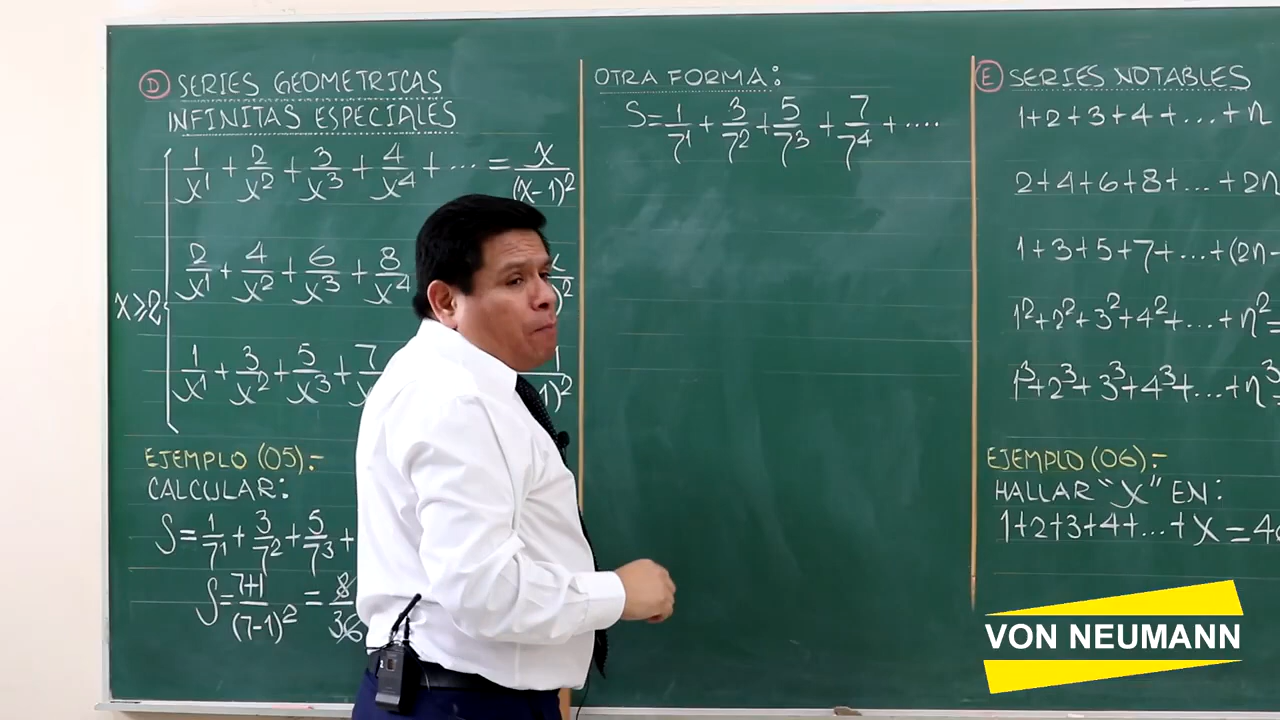 D SERIES GEOMETRICAS
INFINITAS ESPECIALES
1/x¹ + 2/x² + 3/x³ + 4/x⁴ + ... = x/(x-1)²
2/x¹ + 4/x² + 6/x³ + 8/x⁴
x ≥ 2
1/x¹ + 3/x² + 5/x³ + 7/
EJEMPLO (05):-
CALCULAR:
S = 1/7¹ + 3/7² + 5/7³ +
S = 7+1/(7-1)² = 8/36
OTRA FORMA:
S = 1/7¹ + 3/7² + 5/7³ + 7/7⁴ + ....
E SERIES NOTABLES
1+2+3+4+...+n
2+4+6+8+...+2n
1+3+5+7+...+(2n-
1²+2²+3²+4²+...+n²=
1³+2³+3³+4³+...+n³=
EJEMPLO (06):-
HALLAR "X" EN:
1+2+3+4+...+X=4
VON NEUMANN